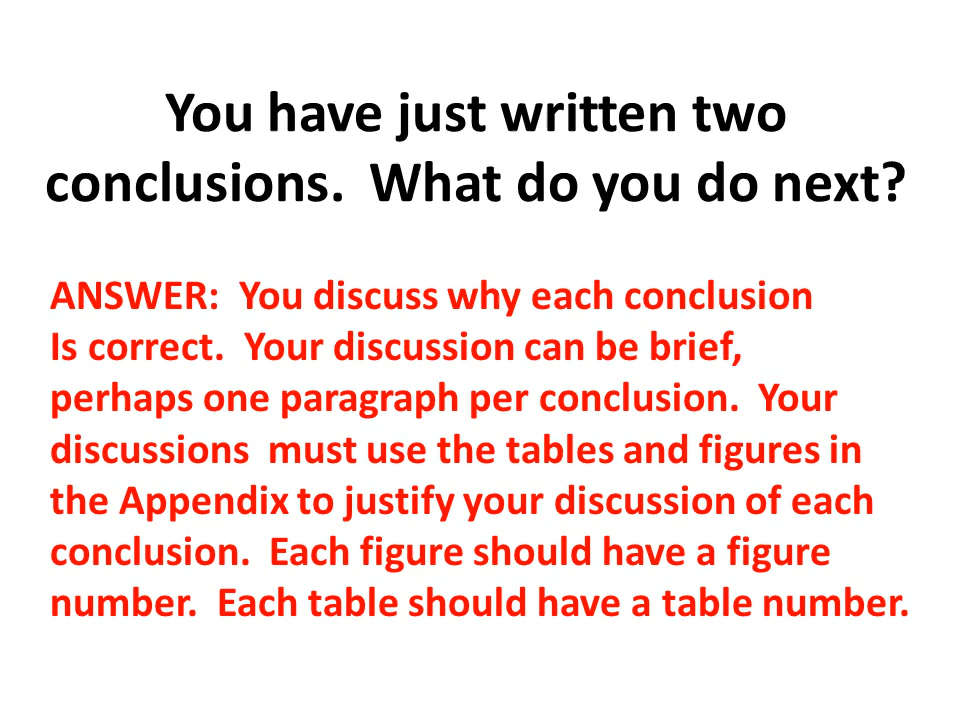 You have just written two
conclusions.  What do you do next?
ANSWER:  You discuss why each conclusion
Is correct.  Your discussion can be brief,
perhaps one paragraph per conclusion.  Your
discussions  must use the tables and figures in
the Appendix to justify your discussion of each
conclusion.  Each figure should have a figure
number.  Each table should have a table number.